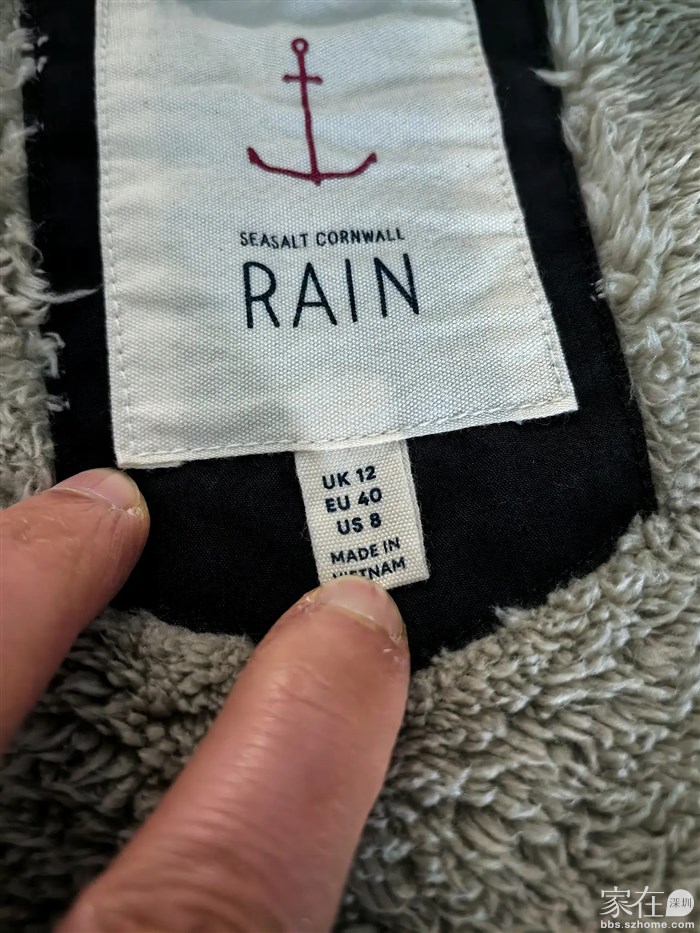 SEASALT CORNWALL
RAIN
UK 12
EU 40
US 8
MADE IN
VIETNAM
家在深圳
bbs.szhome.com